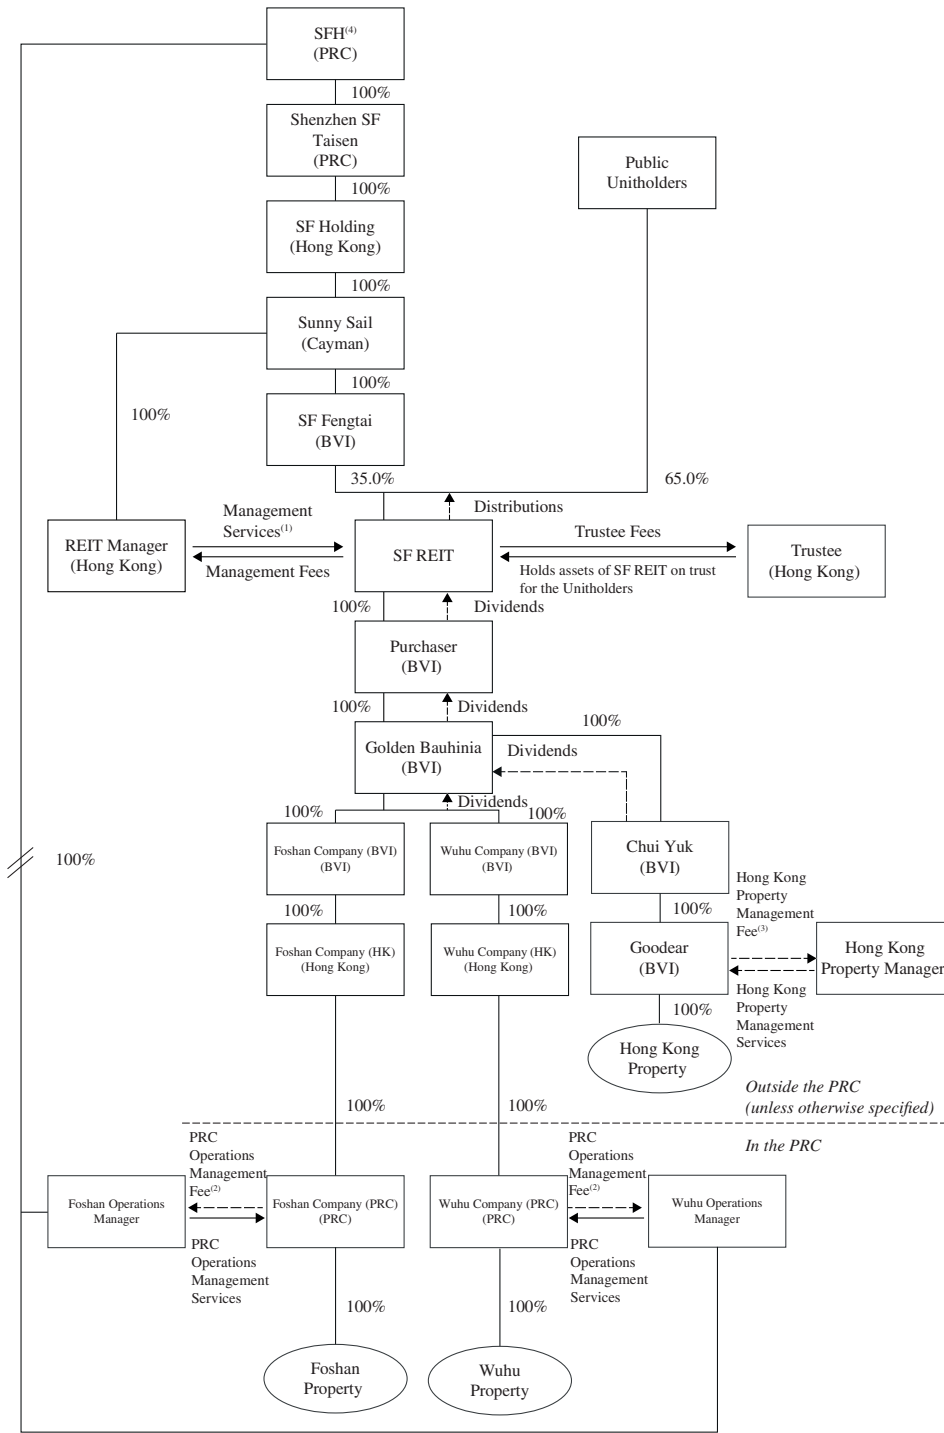 SFH(4)
(PRC)
100%
Shenzhen SF
Taisen
(PRC)
Public
Unitholders
100%
SF Holding
(Hong Kong)
100%
Sunny Sail
(Cayman)
100%
100%
SF Fengtai
(BVI)
35.0%
65.0%
Distributions
Management
Services(1)
REIT Manager
(Hong Kong)
Management Fees
SF REIT
Trustee Fees
Holds assets of SF REIT on trust
for the Unitholders
Trustee
(Hong Kong)
100%
Dividends
Purchaser
(BVI)
100%
Dividends
100%
Golden Bauhinia
(BVI)
Dividends
Dividends
100%
100%
Foshan Company (BVI)
(BVI)
Wuhu Company (BVI)
(BVI)
Chui Yuk
(BVI)
100%
Hong Kong
Property
Management
Fee(3)
100%
100%
100%
Foshan Company (HK)
(Hong Kong)
Wuhu Company (HK)
(Hong Kong)
Goodear
(BVI)
Hong Kong
Property Manager
100%
Hong Kong
Property
Management
Services
Hong Kong
Property
Outside the PRC
(unless otherwise specified)
100%
100%
In the PRC
PRC
Operations
Management
Fee(2)
PRC
Operations
Management
Fee(2)
Foshan Operations
Manager
Foshan Company (PRC)
(PRC)
Wuhu Company (PRC)
(PRC)
Wuhu Operations
Manager
PRC
Operations
Management
Services
PRC
Operations
Management
Services
100%
100%
Foshan
Property
Wuhu
Property